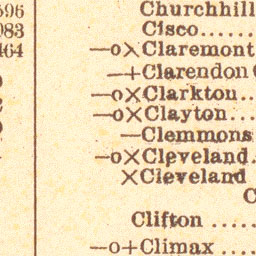 596 Churchhill
083 Cisco.....
464 —o×Claremont
—+Clarendon C
—o×Clarkton..
—o×Clayton....
—Clemmons
—o×Cleveland.
×Cleveland
C
Clifton .....
—o+Climax ....